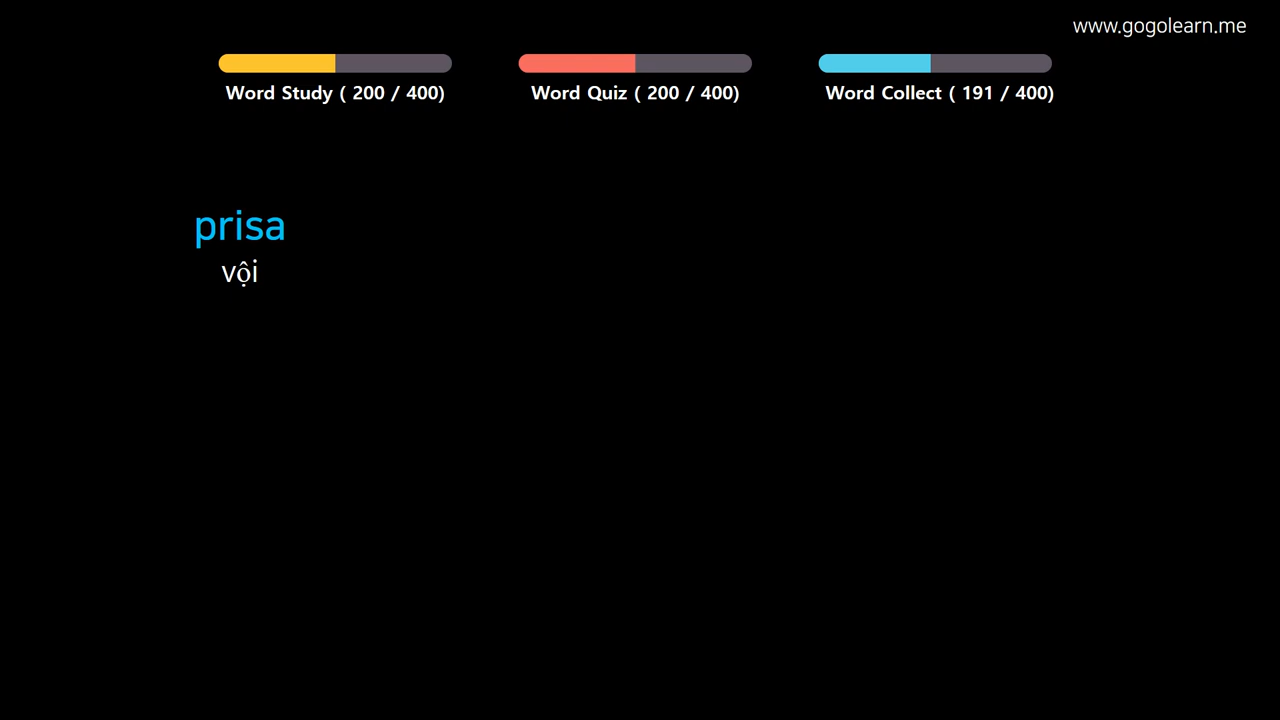 www.gogolearn.me
Word Study ( 200 / 400)
Word Quiz ( 200 / 400)
Word Collect ( 191 / 400)
prisa
vội